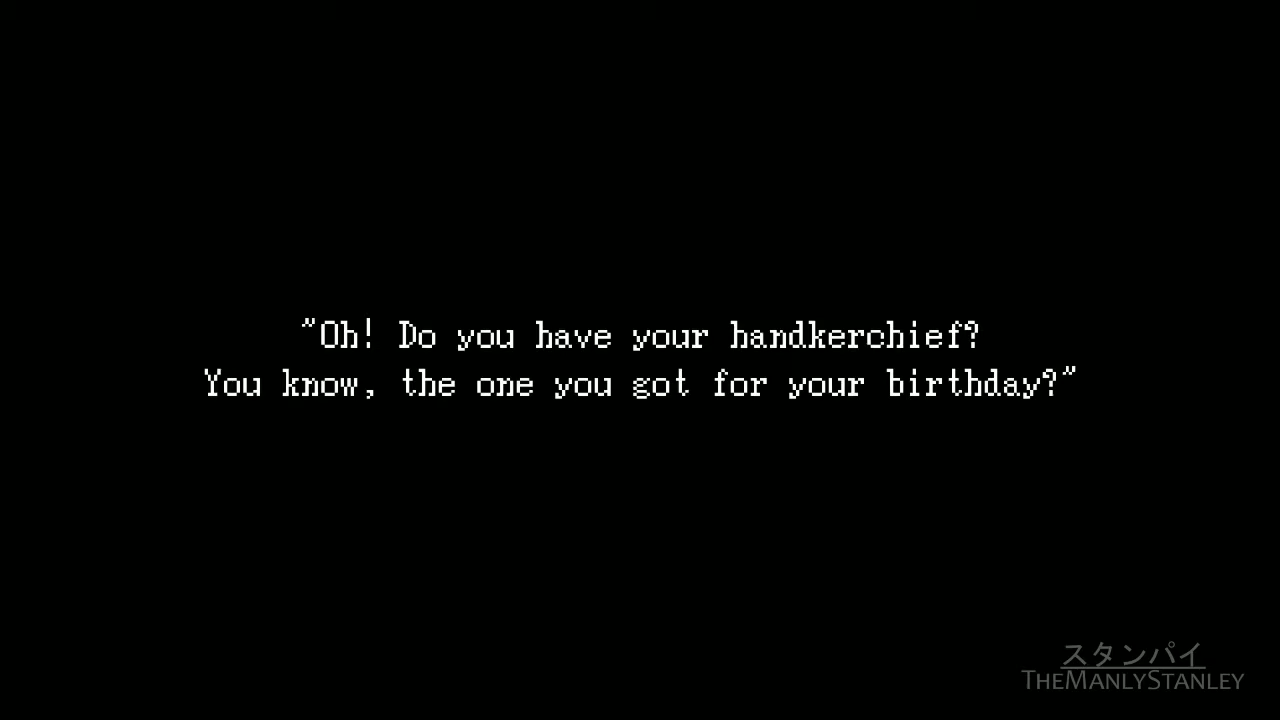 "Oh! Do you have your handkerchief?
You know, the one you got for your birthday?"
スタンパイ
THEMANLYSTANLEY